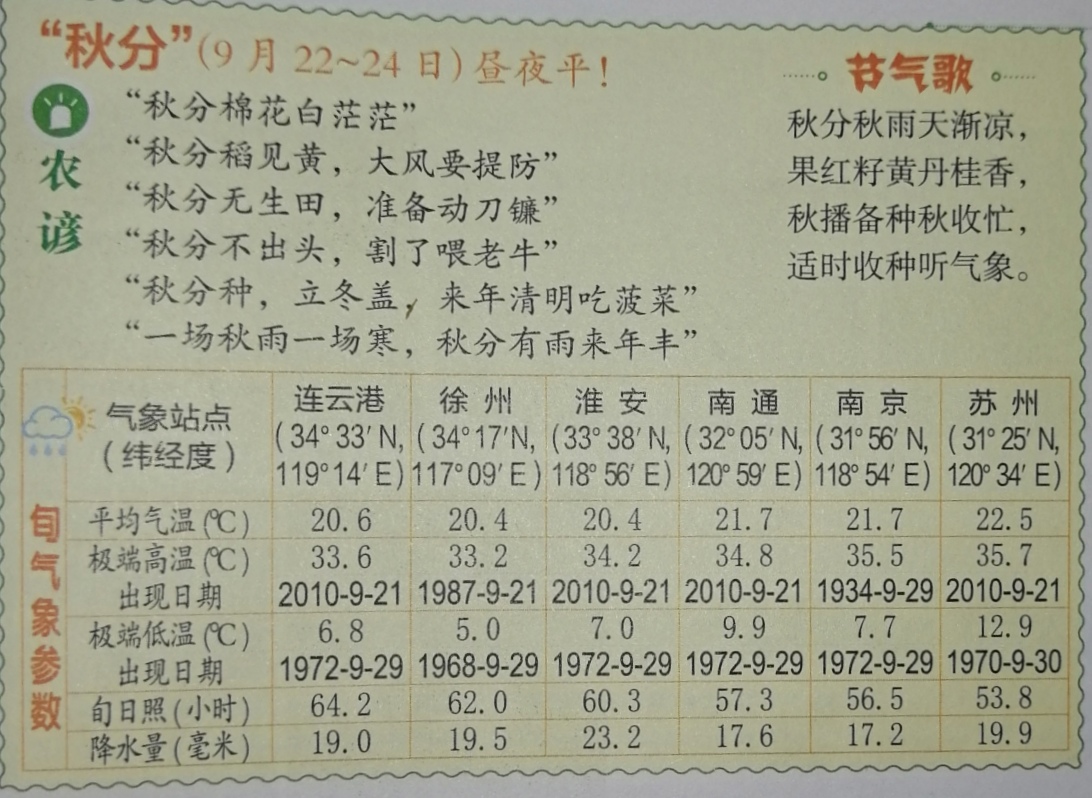 “秋分”(9月22~24日)昼夜平！
农谚
“秋分棉花白茫茫”
“秋分稻见黄，大风要提防”
“秋分无生田，准备动刀镰”
“秋分不出头，割了喂老牛”
“秋分种，立冬盖，来年清明吃菠菜”
“一场秋雨一场寒，秋分有雨来年丰”
节气歌
秋分秋雨天渐凉，
果红籽黄丹桂香，
秋播备种秋收忙，
适时收种听气象。
旬气象参数
气象站点 连云港 徐州 淮安 南通 南京 苏州
(纬经度) (34°33′N, (34°17′N, (33°38′N, (32°05′N, (31°56′N, (31°25′N,
119°14′E) 117°09′E) 118°56′E) 120°59′E) 118°54′E) 120°34′E)
平均气温(℃) 20.6 20.4 20.4 21.7 21.7 22.5
极端高温(℃) 33.6 33.2 34.2 34.8 35.5 35.7
出现日期 2010-9-21 1987-9-21 2010-9-21 2010-9-21 1934-9-29 2010-9-21
极端低温(℃) 6.8 5.0 7.0 9.9 7.7 12.9
出现日期 1972-9-29 1968-9-29 1972-9-29 1972-9-29 1972-9-29 1970-9-30
旬日照(小时) 64.2 62.0 60.3 57.3 56.5 53.8
降水量(毫米) 19.0 19.5 23.2 17.6 17.2 19.9